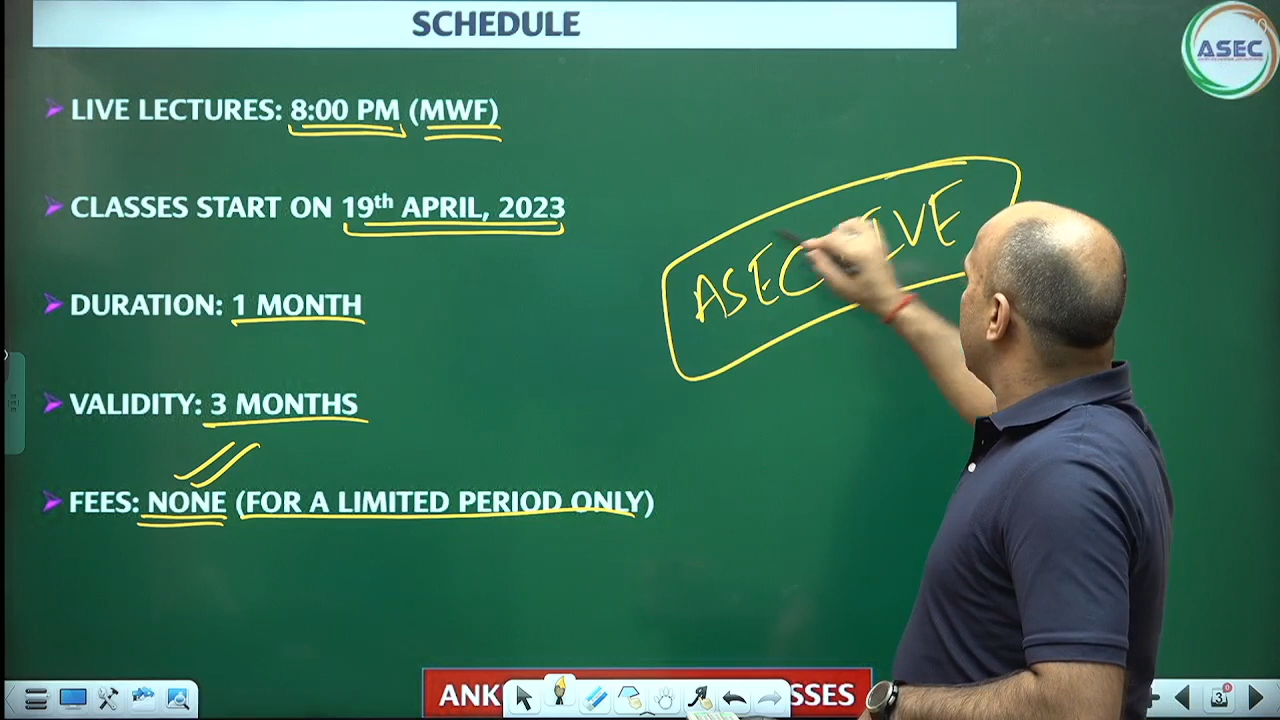 SCHEDULE
ASEC
➤ LIVE LECTURES: 8:00 PM (MWF)
➤ CLASSES START ON 19th APRIL, 2023
➤ DURATION: 1 MONTH
➤ VALIDITY: 3 MONTHS
➤ FEES: NONE (FOR A LIMITED PERIOD ONLY)
ASEC
ANK SSES
3